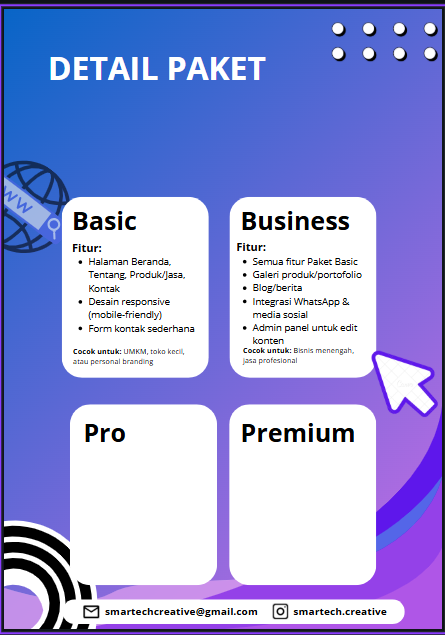 DETAIL PAKET
WW
Basic
Fitur:
• Halaman Beranda,
Tentang, Produk/Jasa,
Kontak
• Desain responsive
(mobile-friendly)
• Form kontak sederhana
Cocok untuk: UMKM, toko kecil,
atau personal branding
Business
Fitur:
• Semua fitur Paket Basic
• Galeri produk/portofolio
• Blog/berita
• Integrasi WhatsApp &
media sosial
• Admin panel untuk edit
konten
Cocok untuk: Bisnis menengah,
jasa profesional
Pro
Premium
smartechcreative@gmail.com
smartech.creative